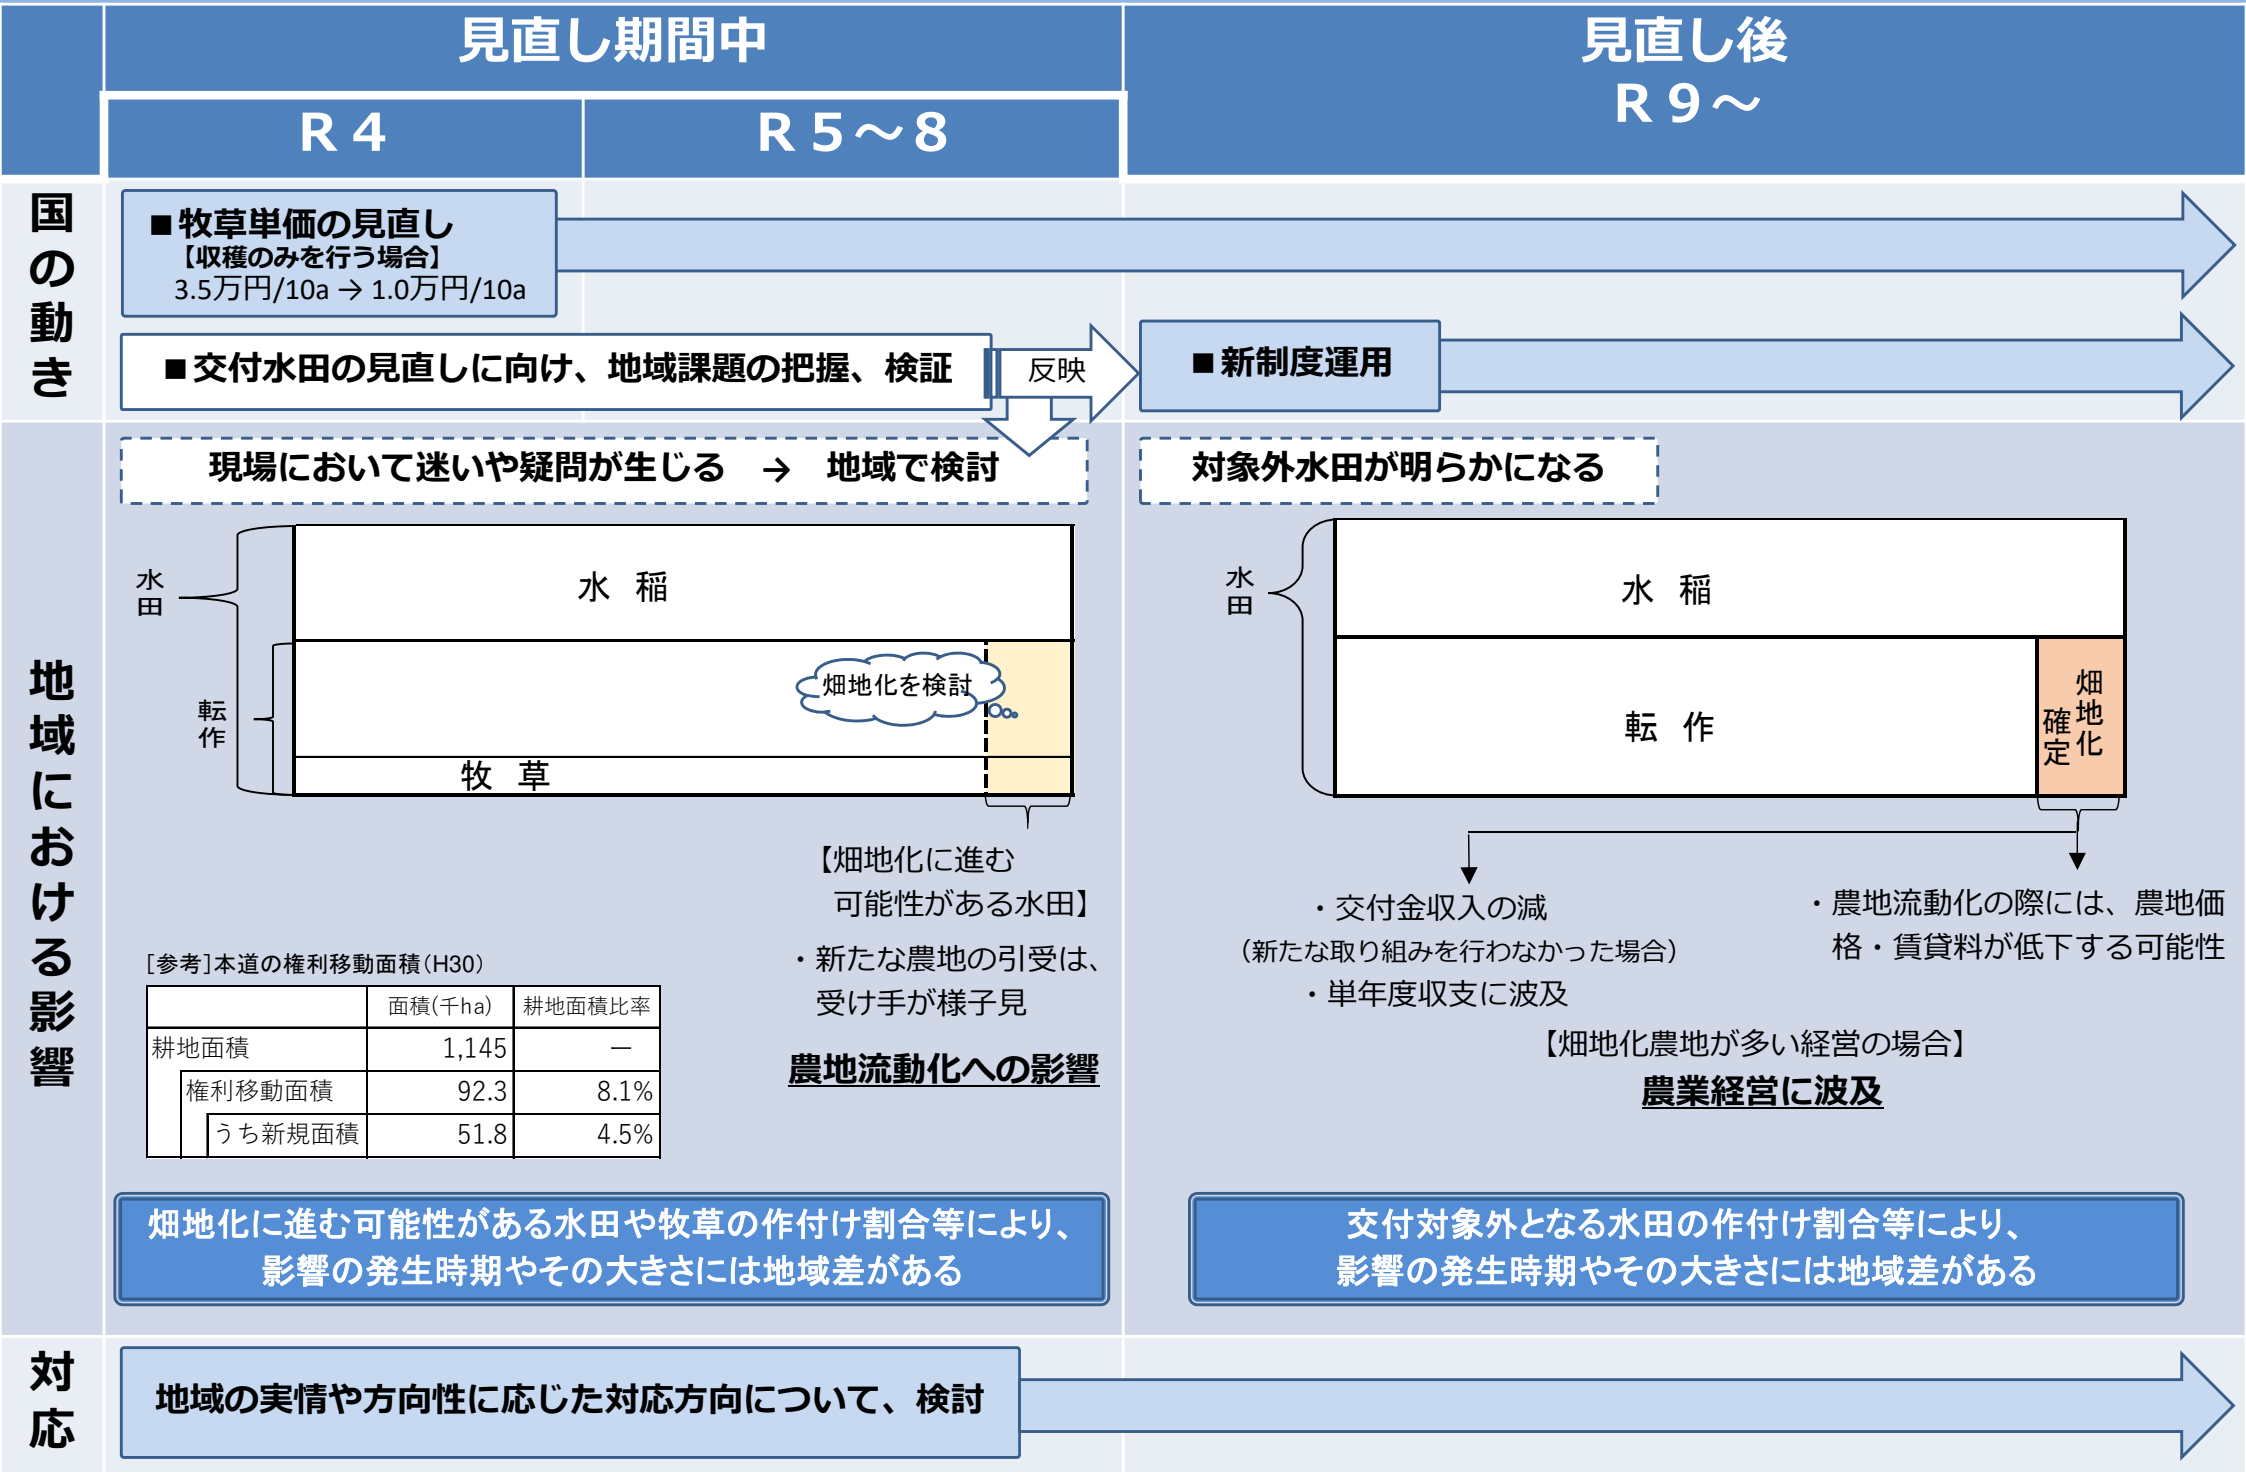 見直し期間中
見直し後
R９～
R４
R５～８
国の動き
■牧草単価の見直し
【収穫のみを行う場合】
3.5万円/10a → 1.0万円/10a
■交付水田の見直しに向け、地域課題の把握、検証
反映
■新制度運用
地域における影響
現場において迷いや疑問が生じる　→　地域で検討
対象外水田が明らかになる
水田
水　稲
転作
畑地化を検討
牧　草
【畑地化に進む
可能性がある水田】
・新たな農地の引受は、
受け手が様子見
農地流動化への影響
[参考]本道の権利移動面積（H30）
面積(千ha)　耕地面積比率
耕地面積　1,145　－
権利移動面積　92.3　8.1%
うち新規面積　51.8　4.5%
水田
水　稲
転　作
畑地化
確定
・交付金収入の減
（新たな取り組みを行わなかった場合）
・単年度収支に波及
・農地流動化の際には、農地価
格・賃貸料が低下する可能性
【畑地化農地が多い経営の場合】
農業経営に波及
畑地化に進む可能性がある水田や牧草の作付け割合等により、
影響の発生時期やその大きさには地域差がある
交付対象外となる水田の作付け割合等により、
影響の発生時期やその大きさには地域差がある
対応
地域の実情や方向性に応じた対応方向について、検討